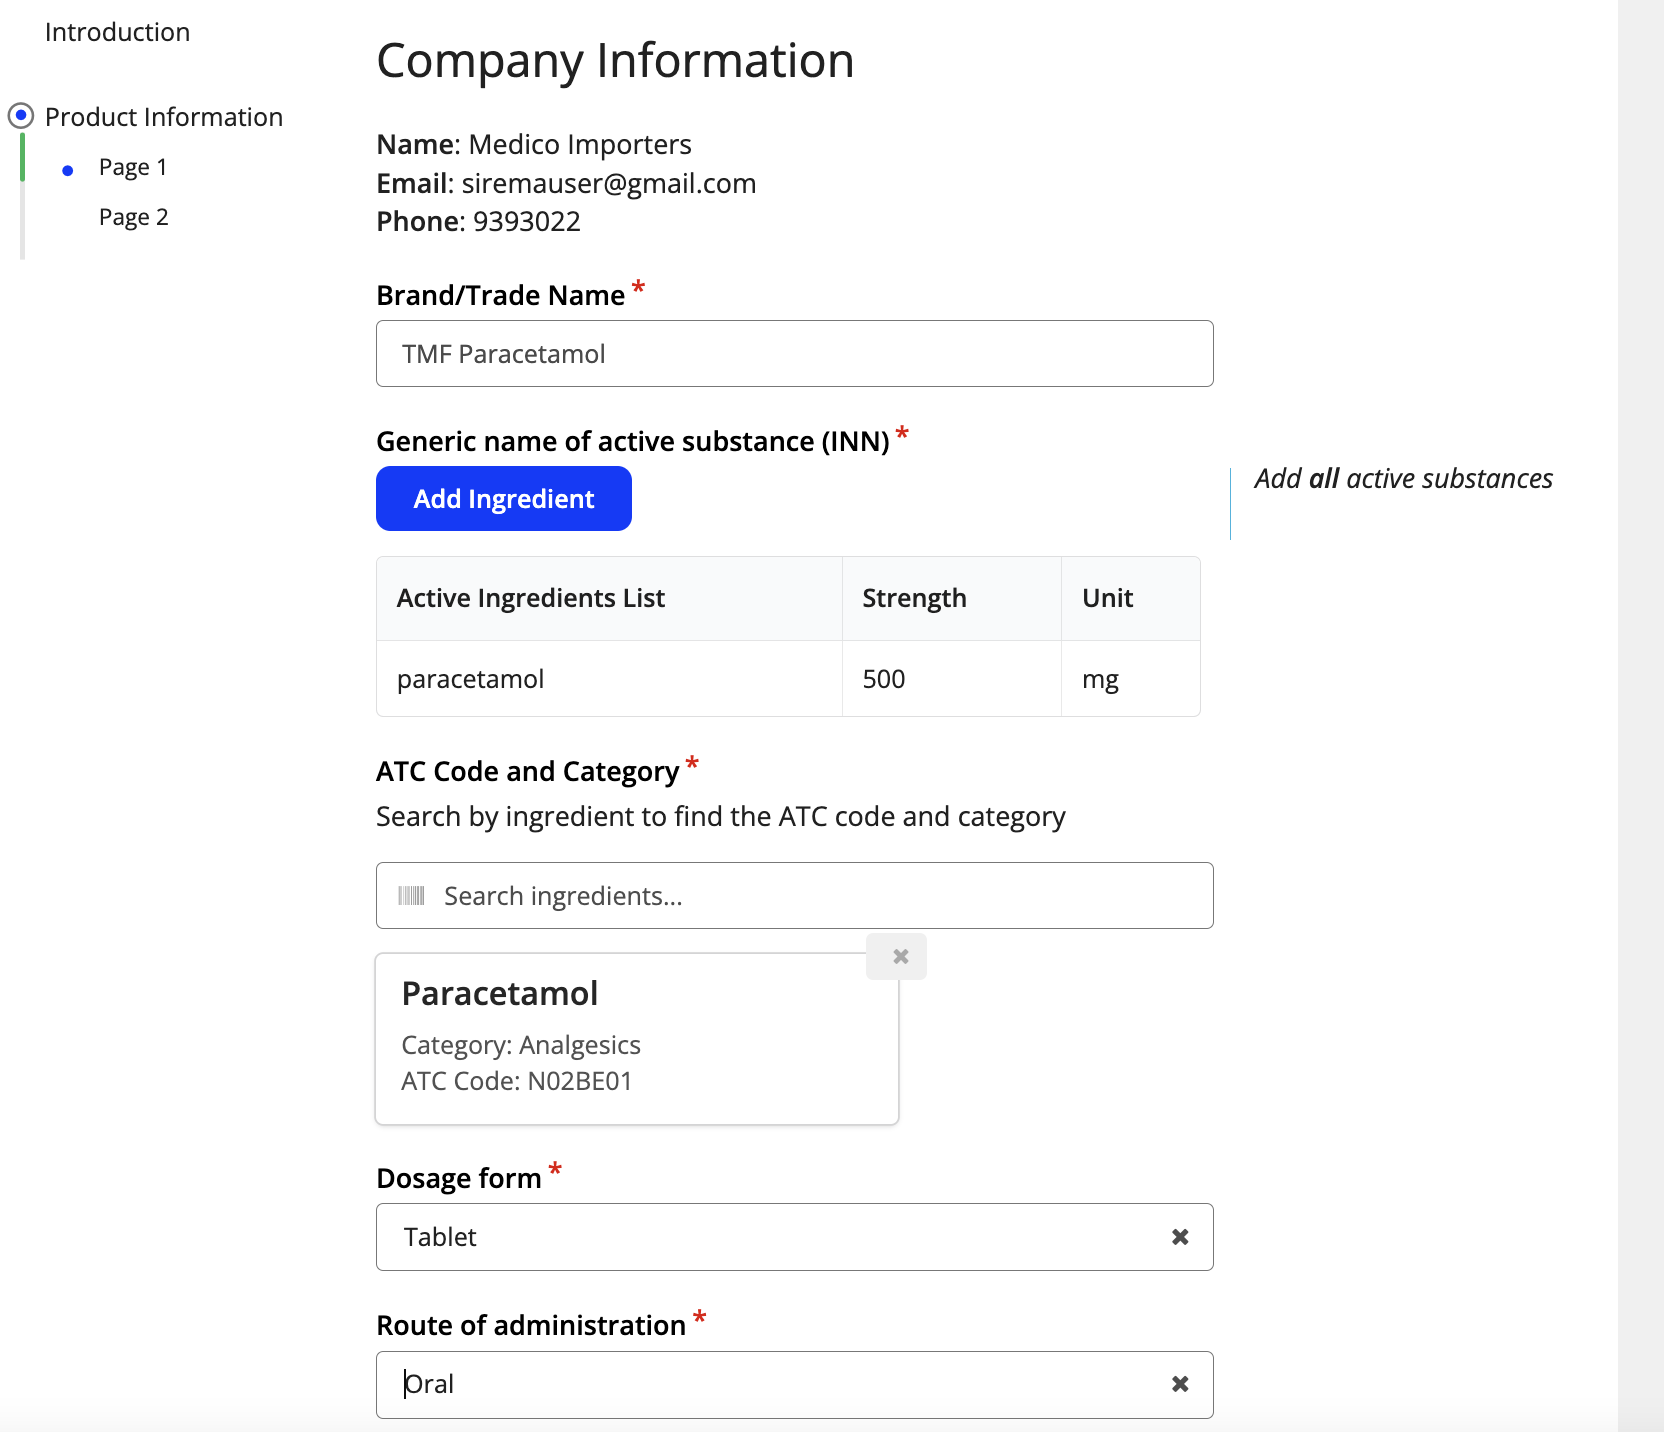 Introduction
Product Information
Page 1
Page 2
Company Information
Name: Medico Importers
Email: siremauser@gmail.com
Phone: 9393022
Brand/Trade Name *
TMF Paracetamol
Generic name of active substance (INN) *
Add Ingredient
Add all active substances
Active Ingredients List Strength Unit
paracetamol 500 mg
ATC Code and Category *
Search by ingredient to find the ATC code and category
Search ingredients...
Paracetamol
Category: Analgesics
ATC Code: N02BE01
Dosage form *
Tablet
Route of administration *
Oral